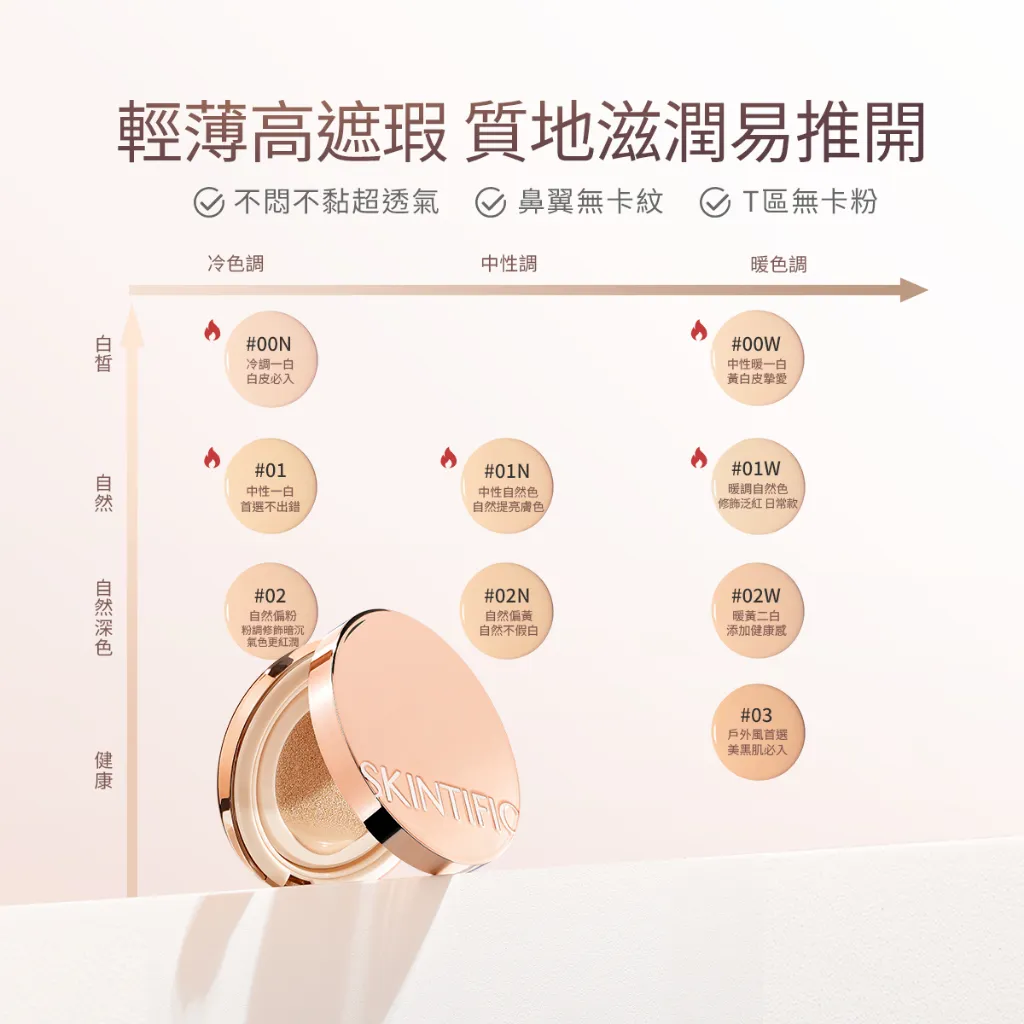 輕薄高遮瑕 質地滋潤易推開
不悶不黏超透氣 鼻翼無卡紋 T區無卡粉
冷色調 中性調 暖色調
白皙
#00N
冷調一白
白皮必入
#00W
中性暖一白
黃白皮摯愛
自然
#01
中性一白
首選不出錯
#01N
中性自然色
自然提亮膚色
#01W
暖調自然色
修飾泛紅 日常款
自然深色
#02
自然偏粉
粉調修飾暗沉
氣色更紅潤
#02N
自然偏黃
自然不假白
#02W
暖黃二白
添加健康感
健康
#03
戶外風首選
美黑肌必入
SKINTIFIC